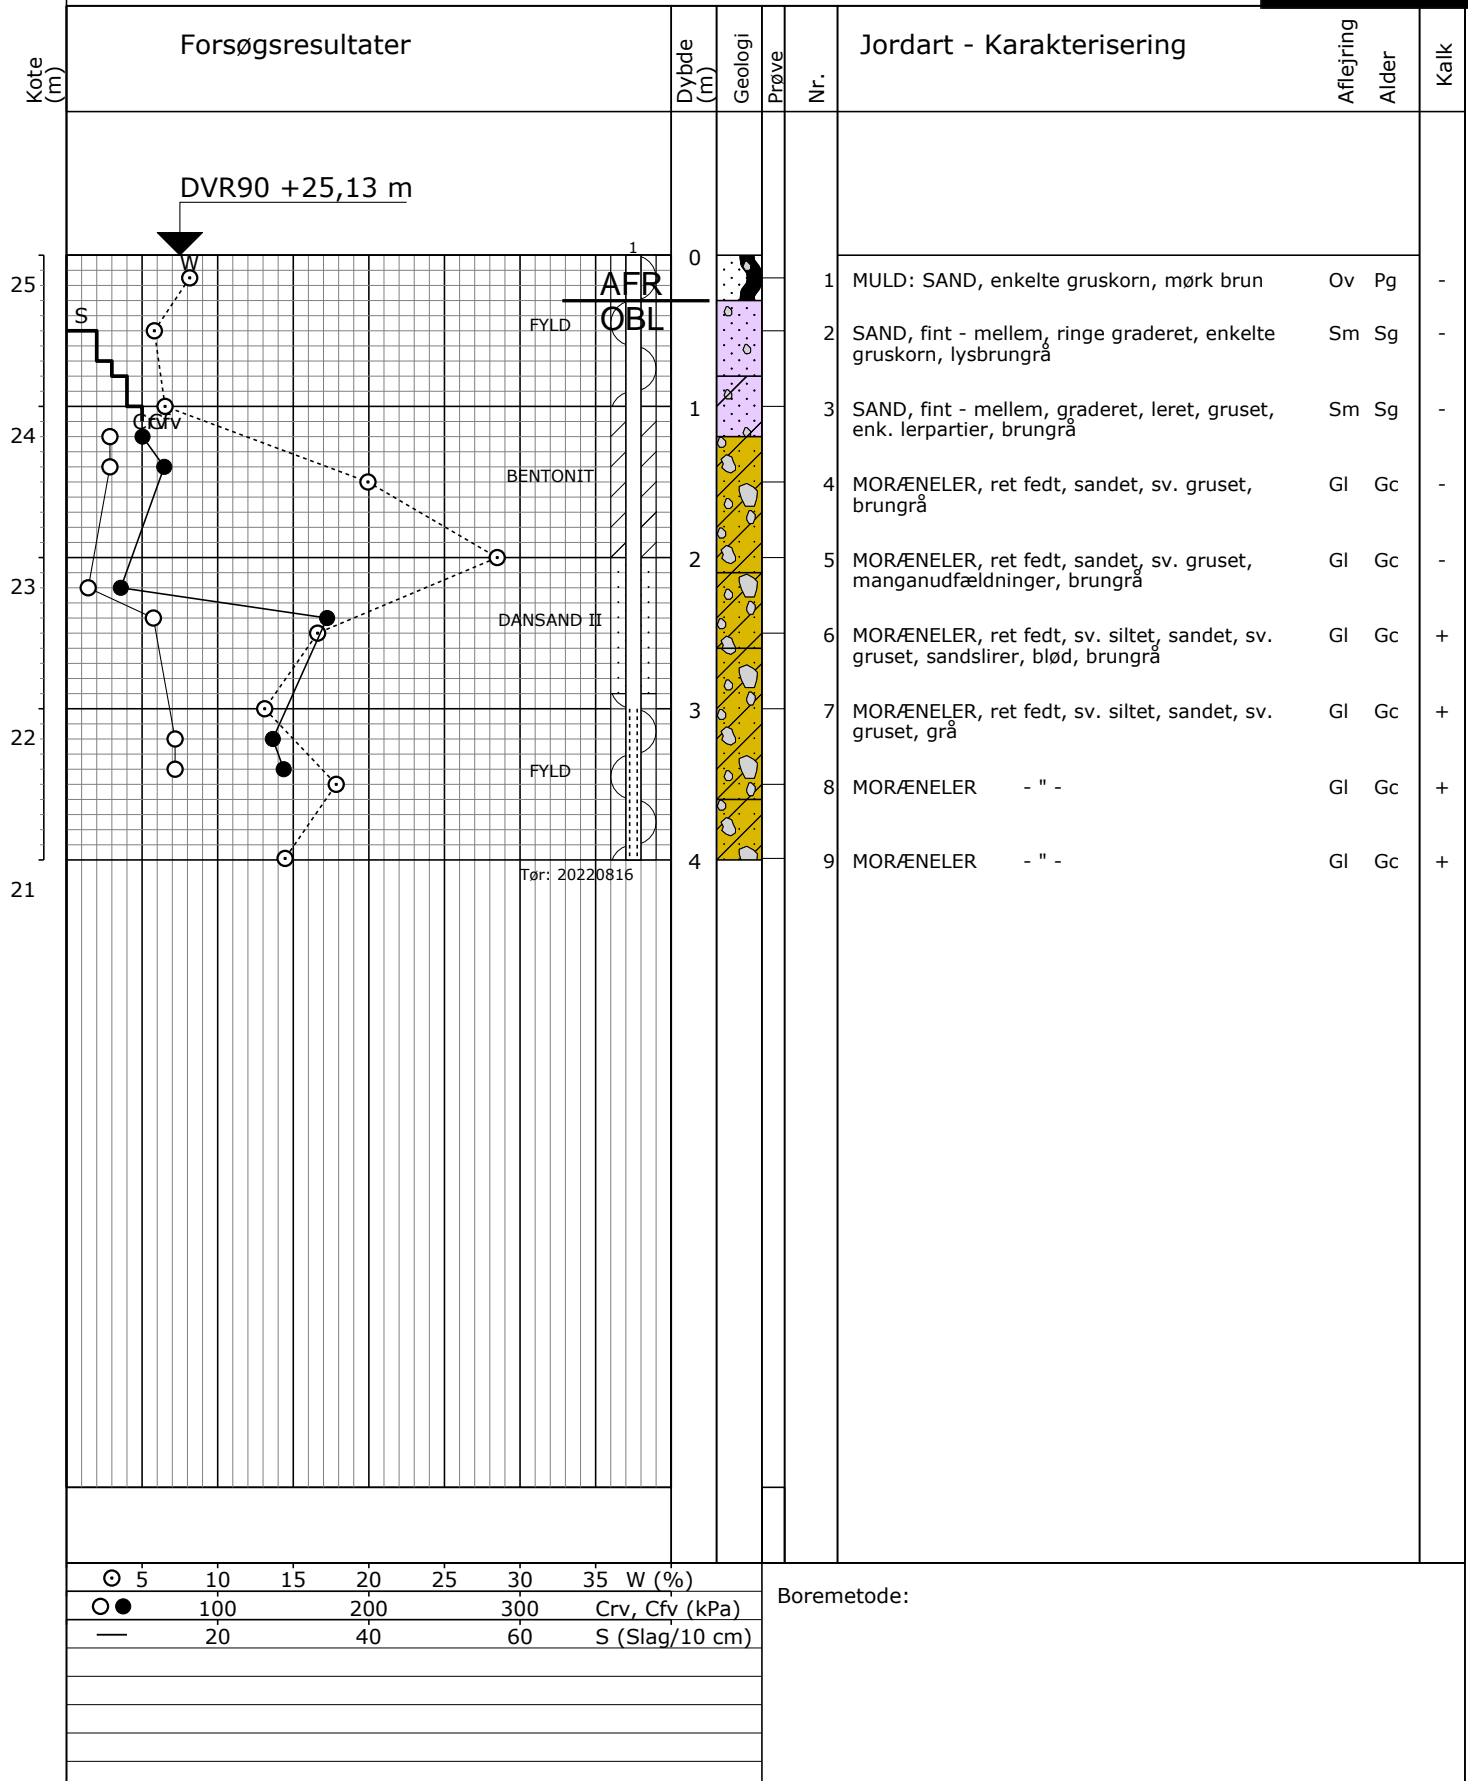 Kote (m)
Forsøgsresultater
Dybde (m)
Geologi
Prøve
Nr.
Jordart - Karakterisering
Aflejring
Alder
Kalk
DVR90 +25,13 m
W
1
0
25
AFR
1 MULD: SAND, enkelte gruskorn, mørk brun Ov Pg -
S
FYLD
OBL
2 SAND, fint - mellem, ringe graderet, enkelte Sm Sg -
gruskorn, lysbrungrå
1
3 SAND, fint - mellem, graderet, leret, gruset, Sm Sg -
enk. lerpartier, brungrå
Crv Cfv
24
BENTONIT
4 MORÆNELER, ret fedt, sandet, sv. gruset, Gl Gc -
brungrå
2
5 MORÆNELER, ret fedt, sandet, sv. gruset, Gl Gc -
manganudfældninger, brungrå
23
DANSAND II
6 MORÆNELER, ret fedt, sv. siltet, sandet, sv. Gl Gc +
gruset, sandslirer, blød, brungrå
3
7 MORÆNELER, ret fedt, sv. siltet, sandet, sv. Gl Gc +
gruset, grå
22
FYLD
8 MORÆNELER - " - Gl Gc +
4
9 MORÆNELER - " - Gl Gc +
Tør: 20220816
21
5 10 15 20 25 30 35 W (%)
100 200 300 Crv, Cfv (kPa)
20 40 60 S (Slag/10 cm)
Boremetode: